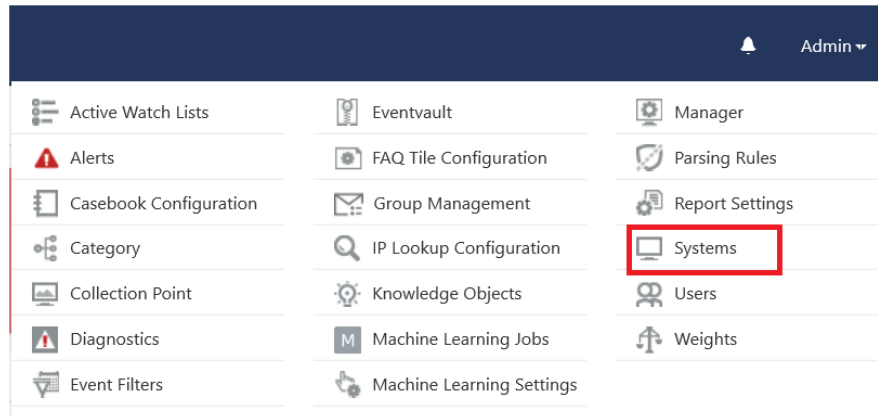 Admin
Active Watch Lists
Eventvault
Manager
Alerts
FAQ Tile Configuration
Parsing Rules
Casebook Configuration
Group Management
Report Settings
Category
IP Lookup Configuration
Systems
Collection Point
Knowledge Objects
Users
Diagnostics
M
Machine Learning Jobs
Weights
Event Filters
Machine Learning Settings